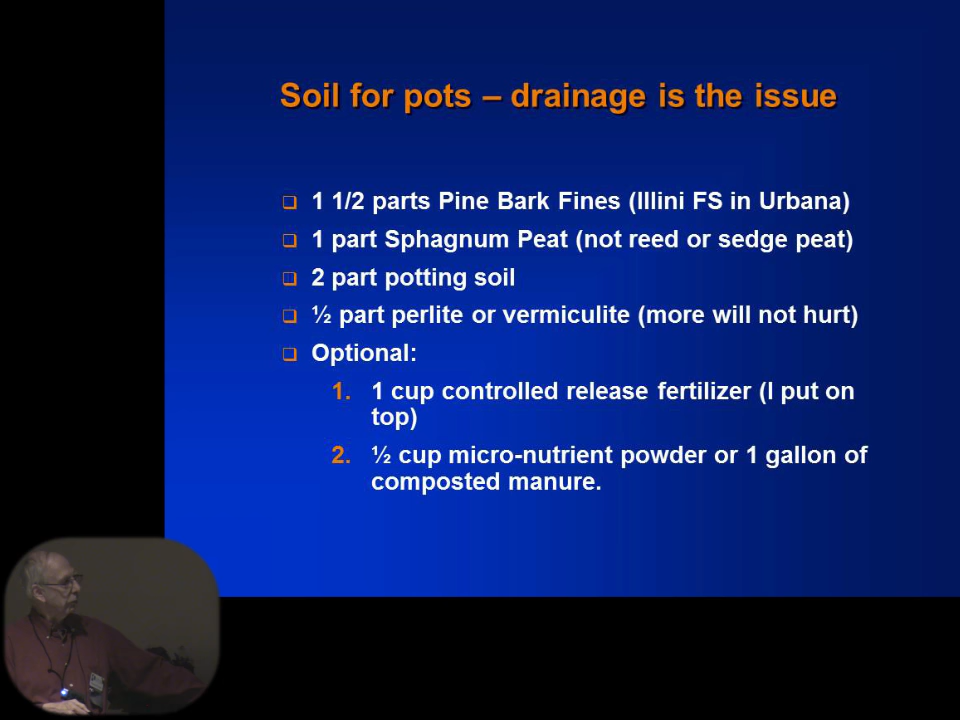 Soil for pots – drainage is the issue
1 1/2 parts Pine Bark Fines (Illini FS in Urbana)
1 part Sphagnum Peat (not reed or sedge peat)
2 part potting soil
½ part perlite or vermiculite (more will not hurt)
Optional:
1. 1 cup controlled release fertilizer (I put on
top)
2. ½ cup micro-nutrient powder or 1 gallon of
composted manure.